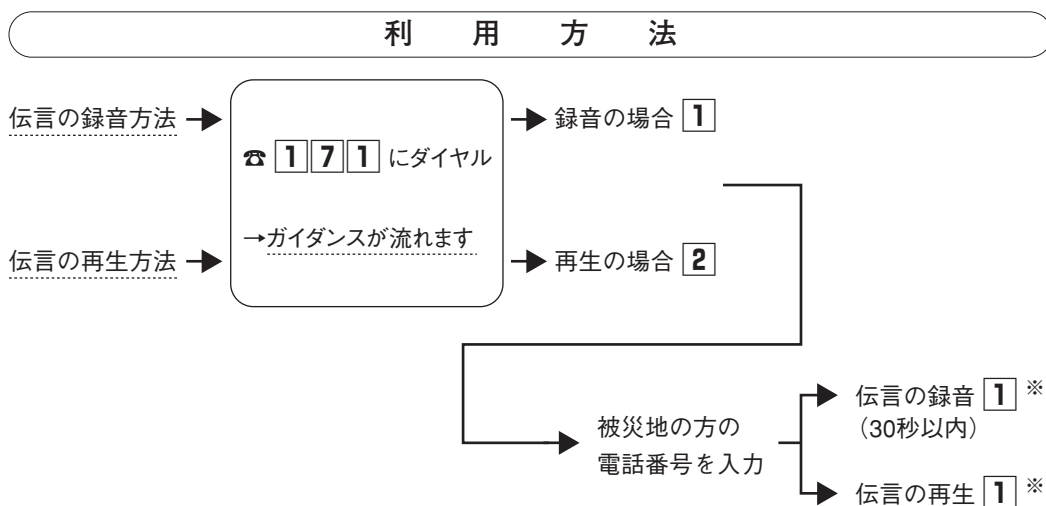 利用方法
伝言の録音方法
☎ 171 にダイヤル
→ガイダンスが流れます
伝言の再生方法
録音の場合 1
再生の場合 2
被災地の方の
電話番号を入力
伝言の録音 1 ※
（30秒以内）
伝言の再生 1 ※